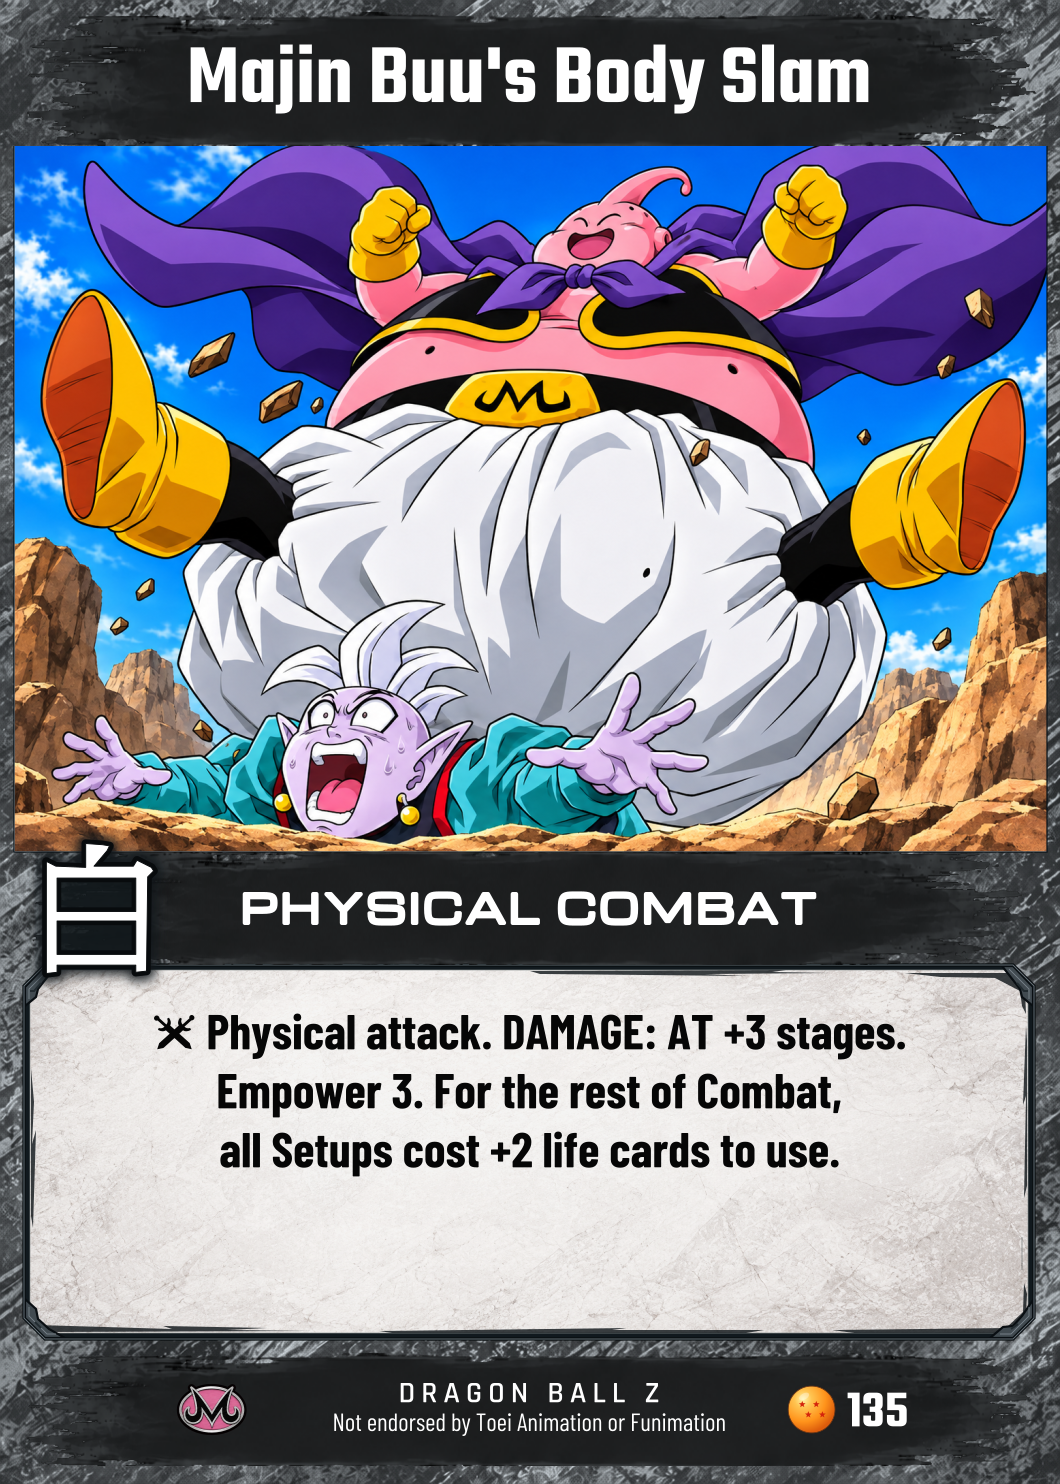 Majin Buu's Body Slam
M
白
PHYSICAL COMBAT
Physical attack. DAMAGE: AT +3 stages.
Empower 3. For the rest of Combat,
all Setups cost +2 life cards to use.
M
DRAGON BALL Z
Not endorsed by Toei Animation or Funimation
135